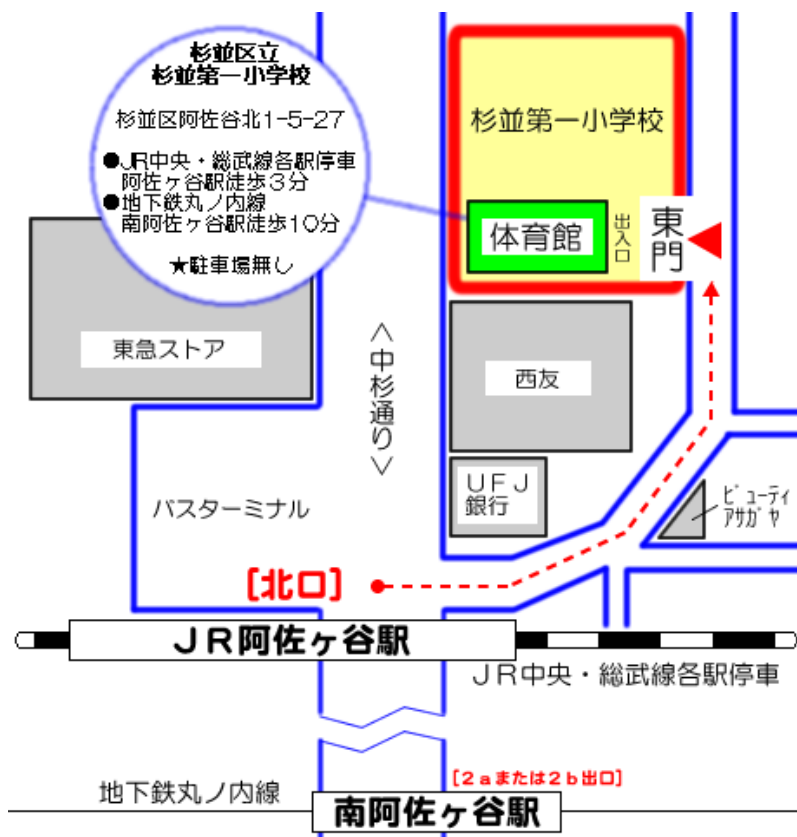 杉並区立
杉並第一小学校
杉並区阿佐谷北1-5-27
●JR中央・総武線各駅停車
阿佐ヶ谷駅徒歩3分
●地下鉄丸ノ内線
南阿佐ヶ谷駅徒歩10分
★駐車場無し
杉並第一小学校
体育館
出入口
東門
東急ストア
<中杉通り>
西友
UFJ
銀行
ビューティ
アサガヤ
バスターミナル
[北口]
JR阿佐ヶ谷駅
JR中央・総武線各駅停車
[2aまたは2b出口]
地下鉄丸ノ内線
南阿佐ヶ谷駅